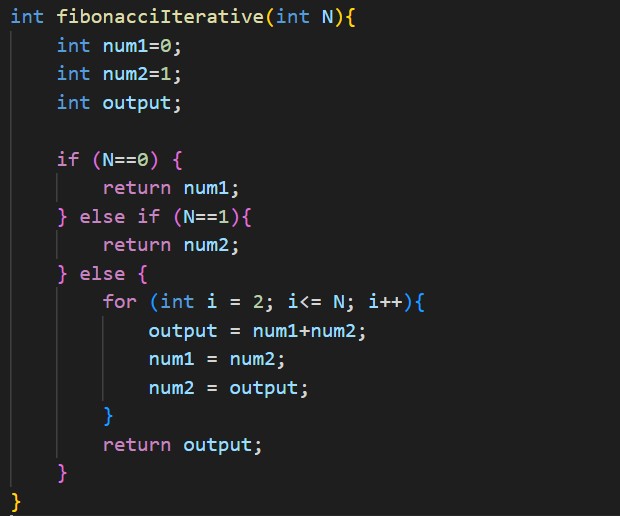 int fibonacciIterative(int N){
    int num1=0;
    int num2=1;
    int output;

    if (N==0) {
        return num1;
    } else if (N==1){
        return num2;
    } else {
        for (int i = 2; i<= N; i++){
            output = num1+num2;
            num1 = num2;
            num2 = output;
        }
        return output;
    }
}